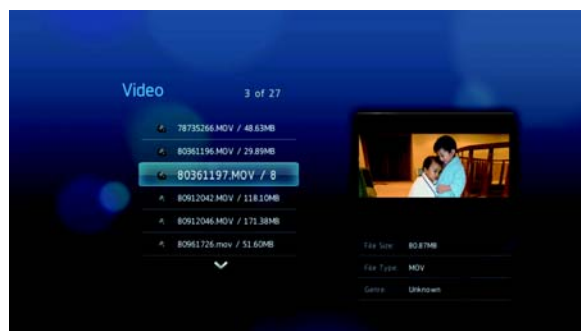 Video
3 of 27
78735266.MOV / 48.63MB
80361196.MOV / 29.89MB
80361197.MOV / 8
80912042.MOV / 118.10MB
80912046.MOV / 171.38MB
80961726.mov / 51.60MB
File Size: 80.87MB
File Type: MOV
Genre: Unknown